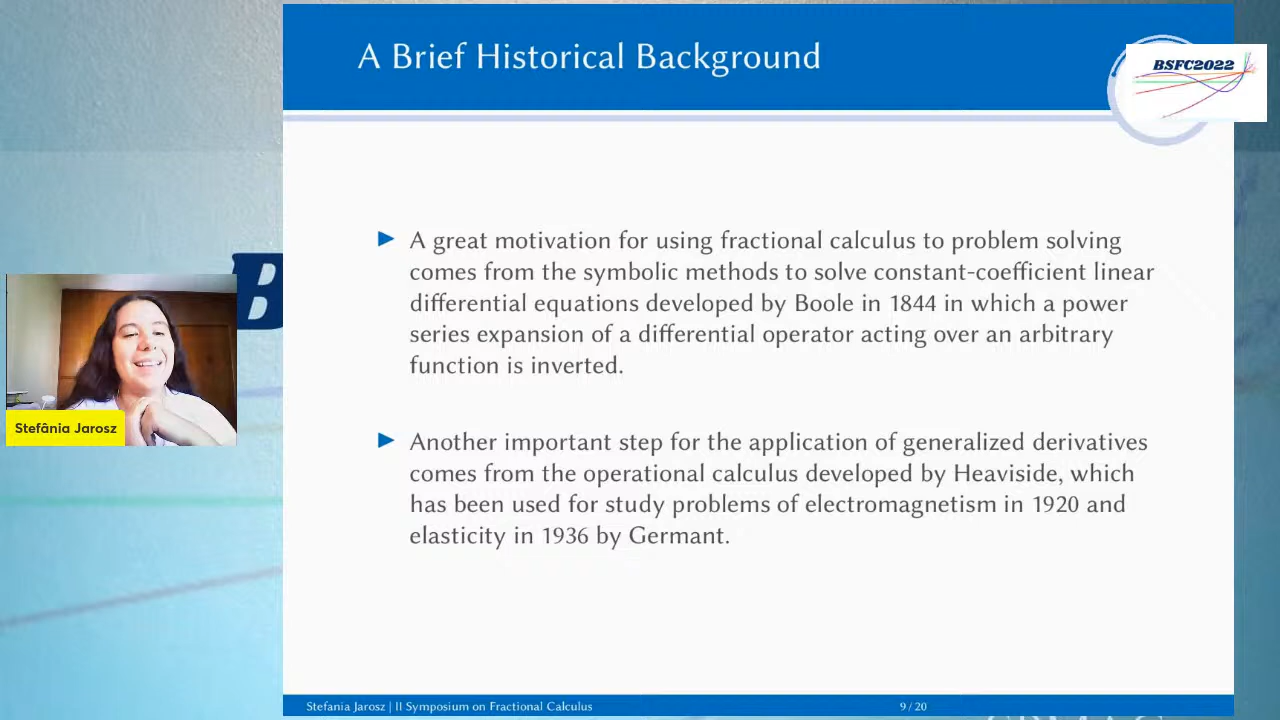 A Brief Historical Background
BSFC2022
A great motivation for using fractional calculus to problem solving
comes from the symbolic methods to solve constant-coefficient linear
differential equations developed by Boole in 1844 in which a power
series expansion of a differential operator acting over an arbitrary
function is inverted.
Another important step for the application of generalized derivatives
comes from the operational calculus developed by Heaviside, which
has been used for study problems of electromagnetism in 1920 and
elasticity in 1936 by Germant.
Stefânia Jarosz
Stefania Jarosz | II Symposium on Fractional Calculus
9 / 20